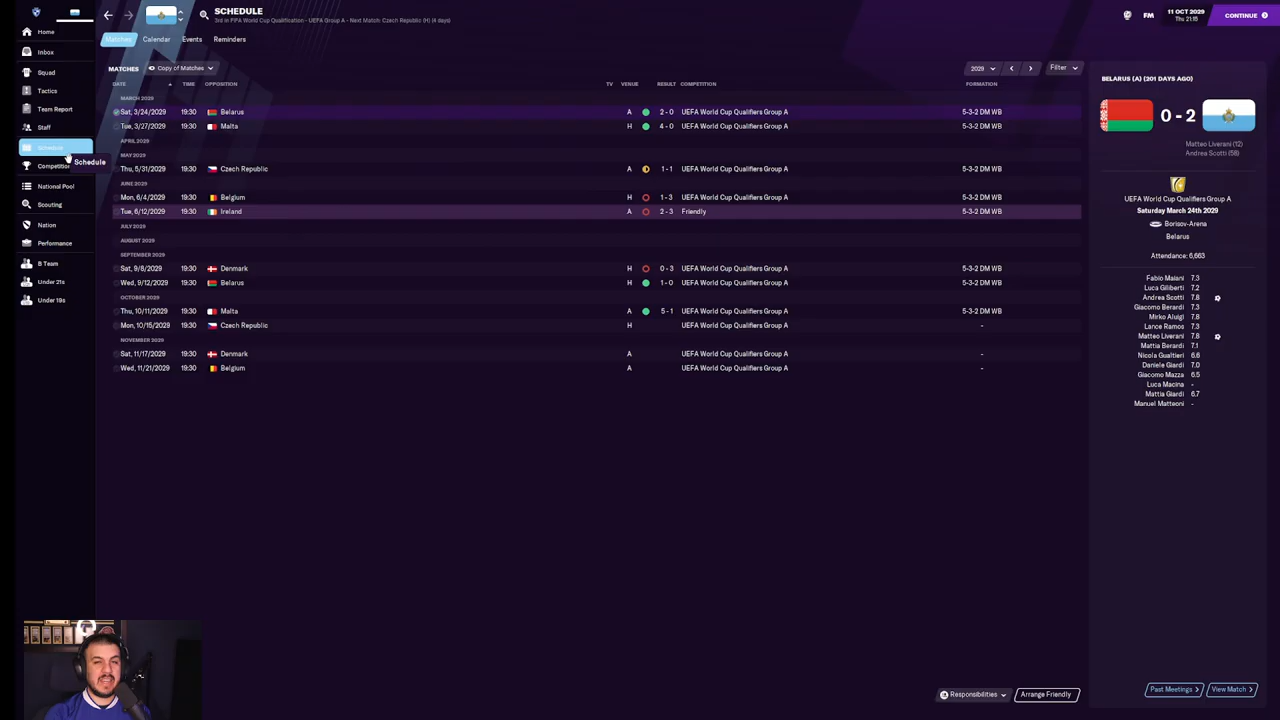 SCHEDULE
3rd in FIFA World Cup Qualification - UEFA Group A - Next Match: Czech Republic (H) (4 days)
FM
11 OCT 2029
Thu 21:15
CONTINUE
Home
Inbox
Squad
Tactics
Team Report
Staff
Schedule
Schedule
Competition
National Pool
Scouting
Nation
Performance
B Team
Under 21s
Under 19s
Matches Calendar Events Reminders
MATCHES Copy of Matches 2029 Filter
DATE TIME OPPOSITION TV VENUE RESULT COMPETITION FORMATION
MARCH 2029
Sat, 3/24/2029 19:30 Belarus A 2 - 0 UEFA World Cup Qualifiers Group A 5-3-2 DM WB
Tue, 3/27/2029 19:30 Malta H 4 - 0 UEFA World Cup Qualifiers Group A 5-3-2 DM WB
APRIL 2029
MAY 2029
Thu, 5/31/2029 19:30 Czech Republic A 1 - 1 UEFA World Cup Qualifiers Group A 5-3-2 DM WB
JUNE 2029
Mon, 6/4/2029 19:30 Belgium H 1 - 3 UEFA World Cup Qualifiers Group A 5-3-2 DM WB
Tue, 6/12/2029 19:30 Ireland A 2 - 3 Friendly 5-3-2 DM WB
JULY 2029
AUGUST 2029
SEPTEMBER 2029
Sat, 9/8/2029 19:30 Denmark H 0 - 3 UEFA World Cup Qualifiers Group A 5-3-2 DM WB
Wed, 9/12/2029 19:30 Belarus H 1 - 0 UEFA World Cup Qualifiers Group A 5-3-2 DM WB
OCTOBER 2029
Thu, 10/11/2029 19:30 Malta A 5 - 1 UEFA World Cup Qualifiers Group A 5-3-2 DM WB
Mon, 10/15/2029 19:30 Czech Republic H UEFA World Cup Qualifiers Group A -
NOVEMBER 2029
Sat, 11/17/2029 19:30 Denmark A UEFA World Cup Qualifiers Group A -
Wed, 11/21/2029 19:30 Belgium A UEFA World Cup Qualifiers Group A -
BELARUS (A) (201 DAYS AGO)
0 - 2
Matteo Liverani (12)
Andrea Scotti (58)
UEFA World Cup Qualifiers Group A
Saturday March 24th 2029
Borisov-Arena
Belarus
Attendance: 6,663
Fabio Maiani 7.3
Luca Giliberti 7.2
Andrea Scotti 7.8
Giacomo Berardi 7.3
Mirko Aluigi 7.8
Lance Ramos 7.3
Matteo Liverani 7.8
Mattia Berardi 7.1
Nicola Gualtieri 6.6
Daniele Giardi 7.0
Giacomo Mazza 6.5
Luca Macina -
Mattia Giardi 6.7
Manuel Matteoni -
Responsibilities Arrange Friendly Past Meetings > View Match >